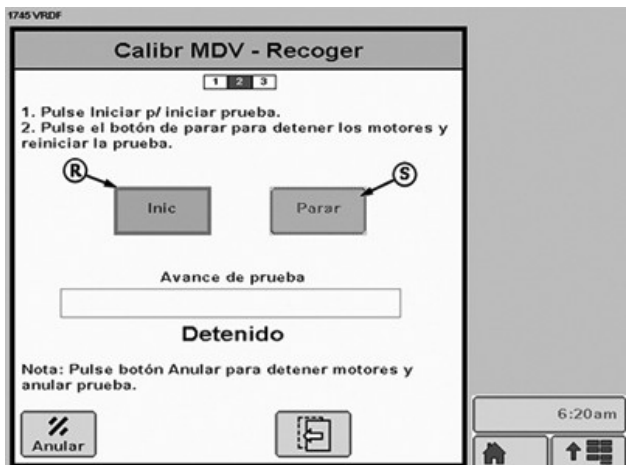 1745 VRDF
Calibr MDV - Recoger
1 2 3
1. Pulse Iniciar p/ iniciar prueba.
2. Pulse el botón de parar para detener los motores y
reiniciar la prueba.
R
S
Inic
Parar
Avance de prueba
Detenido
Nota: Pulse botón Anular para detener motores y
anular prueba.
Anular
6:20am